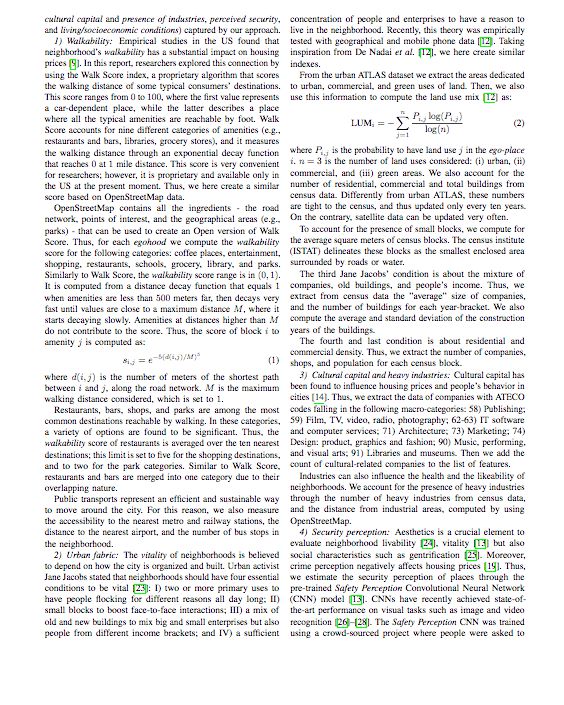 cultural capital and presence of industries, perceived security,
and living/socioeconomic conditions) captured by our approach.
1) Walkability: Empirical studies in the US found that
neighborhood's walkability has a substantial impact on housing
prices [9]. In this report, researchers explored this connection by
using the Walk Score index, a proprietary algorithm that scores
the walking distance of some typical consumers' destinations.
This score ranges from 0 to 100, where the first value represents
a car-dependent place, while the latter describes a place
where all the typical amenities are reachable by foot. Walk
Score accounts for nine different categories of amenities (e.g.,
restaurants and bars, libraries, grocery stores), and it measures
the walking distance through an exponential decay function
that reaches 0 at 1 mile distance. This score is very convenient
for researchers; however, it is proprietary and available only in
the US at the present moment. Thus, we here create a similar
score based on OpenStreetMap data.
OpenStreetMap contains all the ingredients - the road
network, points of interest, and the geographical areas (e.g.,
parks) - that can be used to create an Open version of Walk
Score. Thus, for each egohood we compute the walkability
score for the following categories: coffee places, entertainment,
shopping, restaurants, schools, grocery, library, and parks.
Similarly to Walk Score, the walkability score range is in (0, 1).
It is computed from a distance decay function that equals 1
when amenities are less than 500 meters far, then decays very
fast until values are close to a maximum distance M, where it
starts decaying slowly. Amenities at distances higher than M
do not contribute to the score. Thus, the score of block i to
amenity j is computed as:
s_{i,j} = e^{-5(d(i,j)/M)^5} (1)
where d(i, j) is the number of meters of the shortest path
between i and j, along the road network. M is the maximum
walking distance considered, which is set to 1.
Restaurants, bars, shops, and parks are among the most
common destinations reachable by walking. In these categories,
a variety of options are found to be significant. Thus, the
walkability score of restaurants is averaged over the ten nearest
destinations; this limit is set to five for the shopping destinations,
and to two for the park categories. Similar to Walk Score,
restaurants and bars are merged into one category due to their
overlapping nature.
Public transports represent an efficient and sustainable way
to move around the city. For this reason, we also measure
the accessibility to the nearest metro and railway stations, the
distance to the nearest airport, and the number of bus stops in
the neighborhood.
2) Urban fabric: The vitality of neighborhoods is believed
to depend on how the city is organized and built. Urban activist
Jane Jacobs stated that neighborhoods should have four essential
conditions to be vital [23]: I) two or more primary uses to
have people flocking for different reasons all day long; II)
small blocks to boost face-to-face interactions; III) a mix of
old and new buildings to mix big and small enterprises but also
people from different income brackets; and IV) a sufficient
concentration of people and enterprises to have a reason to
live in the neighborhood. Recently, this theory was empirically
tested with geographical and mobile phone data [12]. Taking
inspiration from De Nadai et al. [12], we here create similar
indexes.
From the urban ATLAS dataset we extract the areas dedicated
to urban, commercial, and green uses of land. Then, we also
use this information to compute the land use mix [12] as:
LUM_i = − ∑_{j=1}^{n} P_{i,j} log(P_{i,j}) / log(n) (2)
where P_{i,j} is the probability to have land use j in the ego-place
i. n = 3 is the number of land uses considered: (i) urban, (ii)
commercial, and (iii) green areas. We also account for the
number of residential, commercial and total buildings from
census data. Differently from urban ATLAS, these numbers
are tight to the census, and thus updated only every ten years.
On the contrary, satellite data can be updated very often.
To account for the presence of small blocks, we compute for
the average square meters of census blocks. The census institute
(ISTAT) delineates these blocks as the smallest enclosed area
surrounded by roads or water.
The third Jane Jacobs' condition is about the mixture of
companies, old buildings, and people's income. Thus, we
extract from census data the "average" size of companies,
and the number of buildings for each year-bracket. We also
compute the average and standard deviation of the construction
years of the buildings.
The fourth and last condition is about residential and
commercial density. Thus, we extract the number of companies,
shops, and population for each census block.
3) Cultural capital and heavy industries: Cultural capital has
been found to influence housing prices and people's behavior in
cities [14]. Thus, we extract the data of companies with ATECO
codes falling in the following macro-categories: 58) Publishing;
59) Film, TV, video, radio, photography; 62-63) IT software
and computer services; 71) Architecture; 73) Marketing; 74)
Design: product, graphics and fashion; 90) Music, performing,
and visual arts; 91) Libraries and museums. Then we add the
count of cultural-related companies to the list of features.
Industries can also influence the health and the likeability of
neighborhoods. We account for the presence of heavy industries
through the number of heavy industries from census data,
and the distance from industrial areas, computed by using
OpenStreetMap.
4) Security perception: Aesthetics is a crucial element to
evaluate neighborhood livability [24], vitality [13] but also
social characteristics such as gentrification [25]. Moreover,
crime perception negatively affects housing prices [19]. Thus,
we estimate the security perception of places through the
pre-trained Safety Perception Convolutional Neural Network
(CNN) model [13]. CNNs have recently achieved state-of-
the-art performance on visual tasks such as image and video
recognition [26]–[28]. The Safety Perception CNN was trained
using a crowd-sourced project where people were asked to